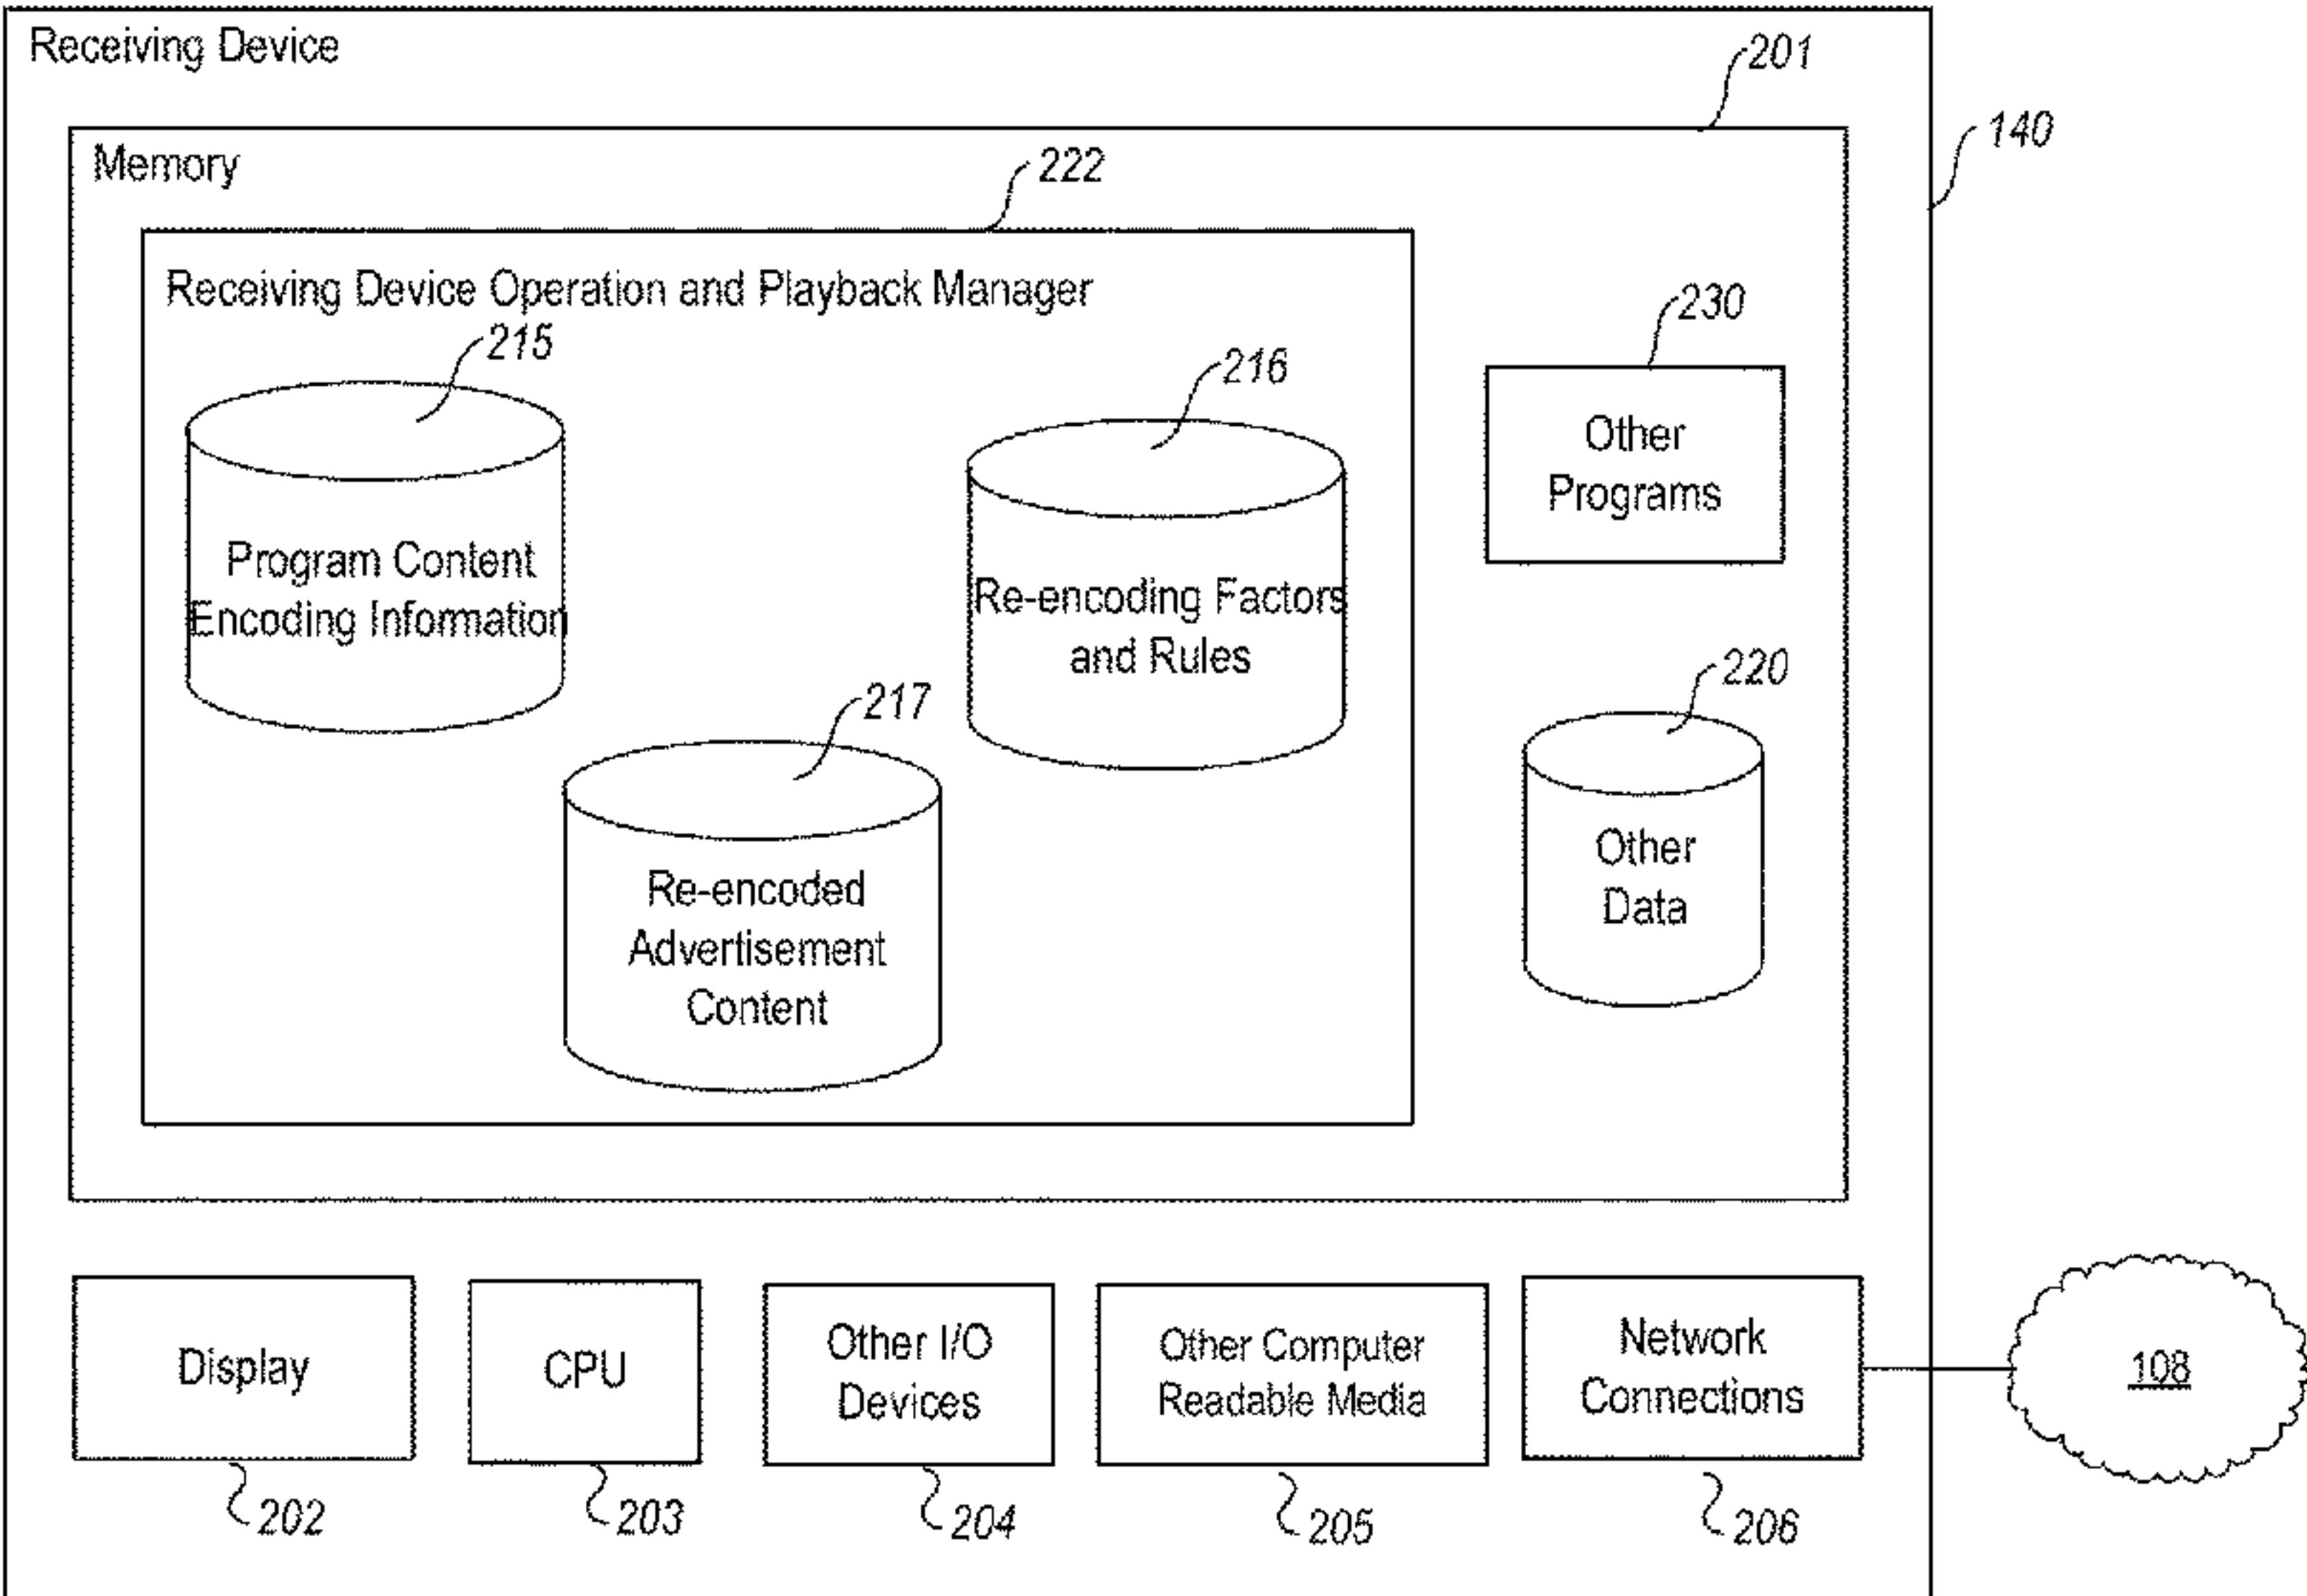 Receiving Device
201
140
Memory
222
Receiving Device Operation and Playback Manager
215
216
230
Other
Programs
Program Content
Encoding Information
Re-encoding Factors
and Rules
217
220
Re-encoded
Advertisement
Content
Other
Data
Display
CPU
Other I/O
Devices
Other Computer
Readable Media
Network
Connections
108
202
203
204
205
206